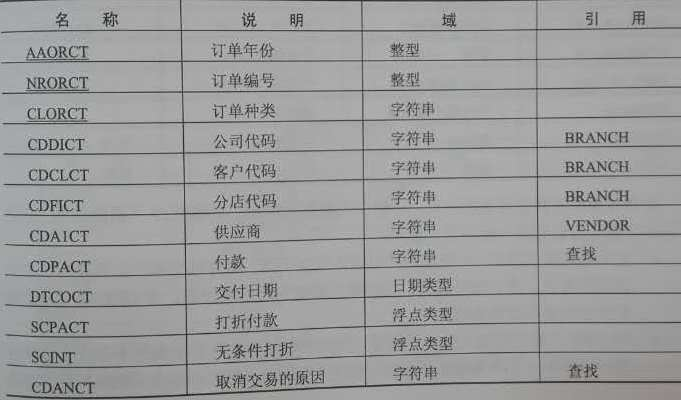 名 称 说 明 域 引 用
AAORCT 订单年份 整型
NRORCT 订单编号 整型
CLORCT 订单种类 字符串
CDDICT 公司代码 字符串 BRANCH
CDCLCT 客户代码 字符串 BRANCH
CDFICT 分店代码 字符串 BRANCH
CDA1CT 供应商 字符串 VENDOR
CDPACT 付款 字符串 查找
DTCOCT 交付日期 日期类型
SCPACT 打折付款 浮点类型
SCINT 无条件打折 浮点类型
CDANCT 取消交易的原因 字符串 查找